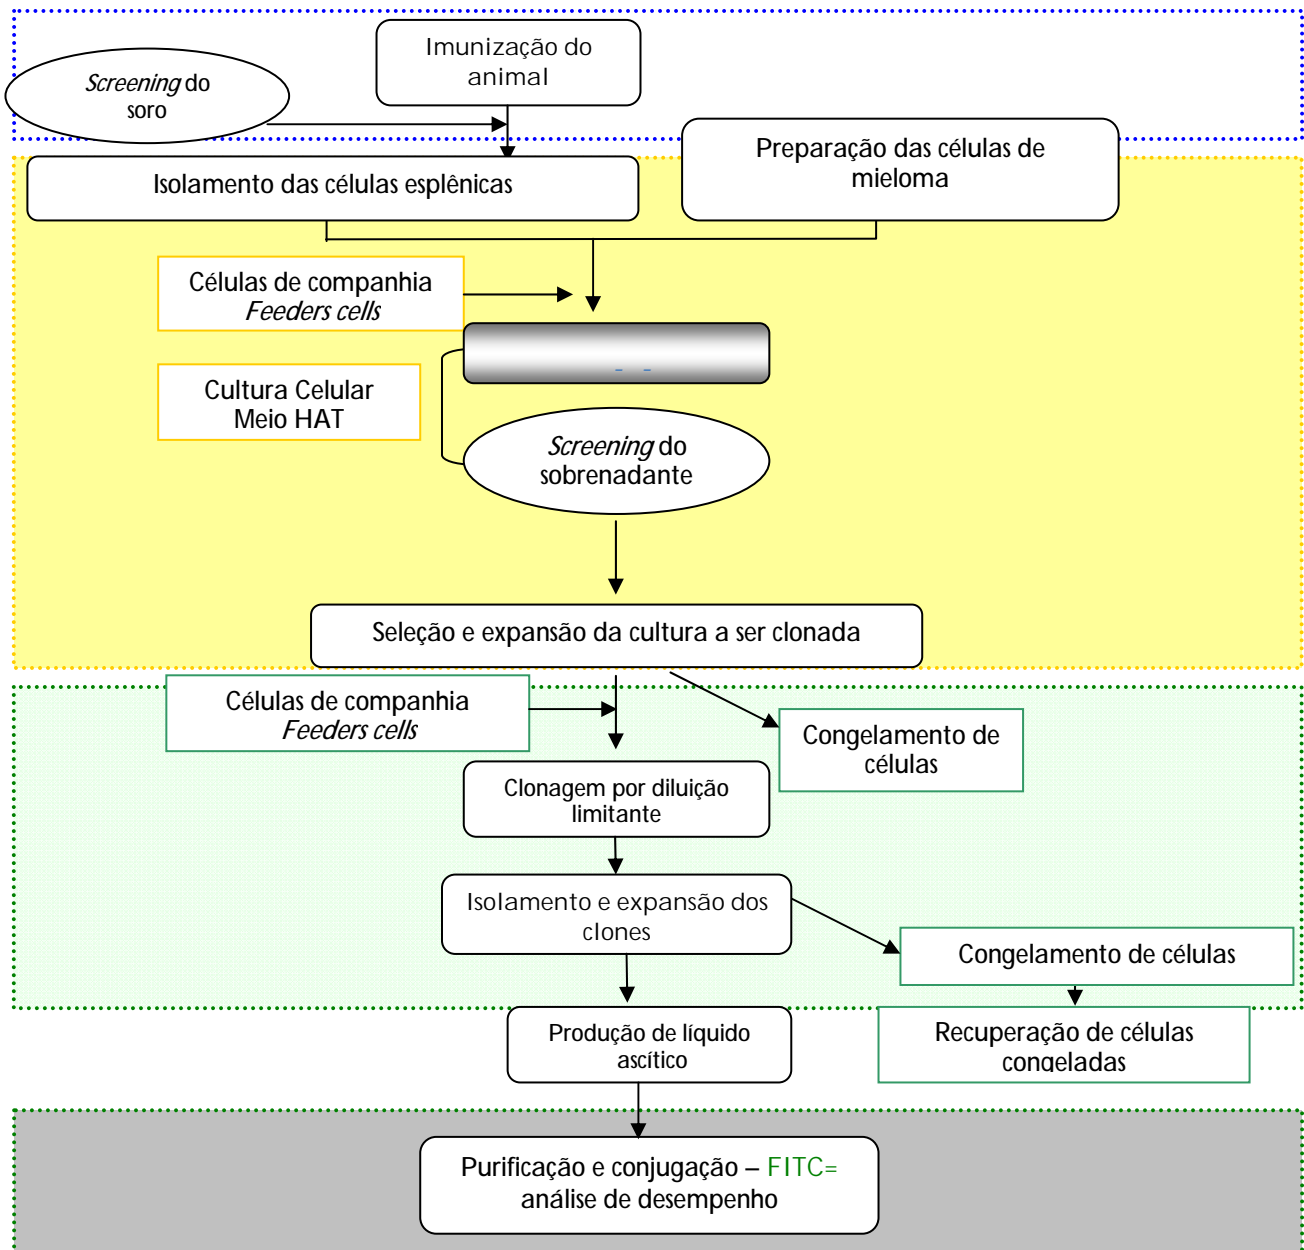 Imunização do
animal
Screening do
soro
Preparação das células de
mieloma
Isolamento das células esplênicas
Células de companhia
Feeders cells
Cultura Celular
Meio HAT
Screening do
sobrenadante
Seleção e expansão da cultura a ser clonada
Células de companhia
Feeders cells
Congelamento de
células
Clonagem por diluição
limitante
Isolamento e expansão dos
clones
Congelamento de células
Produção de líquido
ascítico
Recuperação de células
congeladas
Purificação e conjugação – FITC=
análise de desempenho